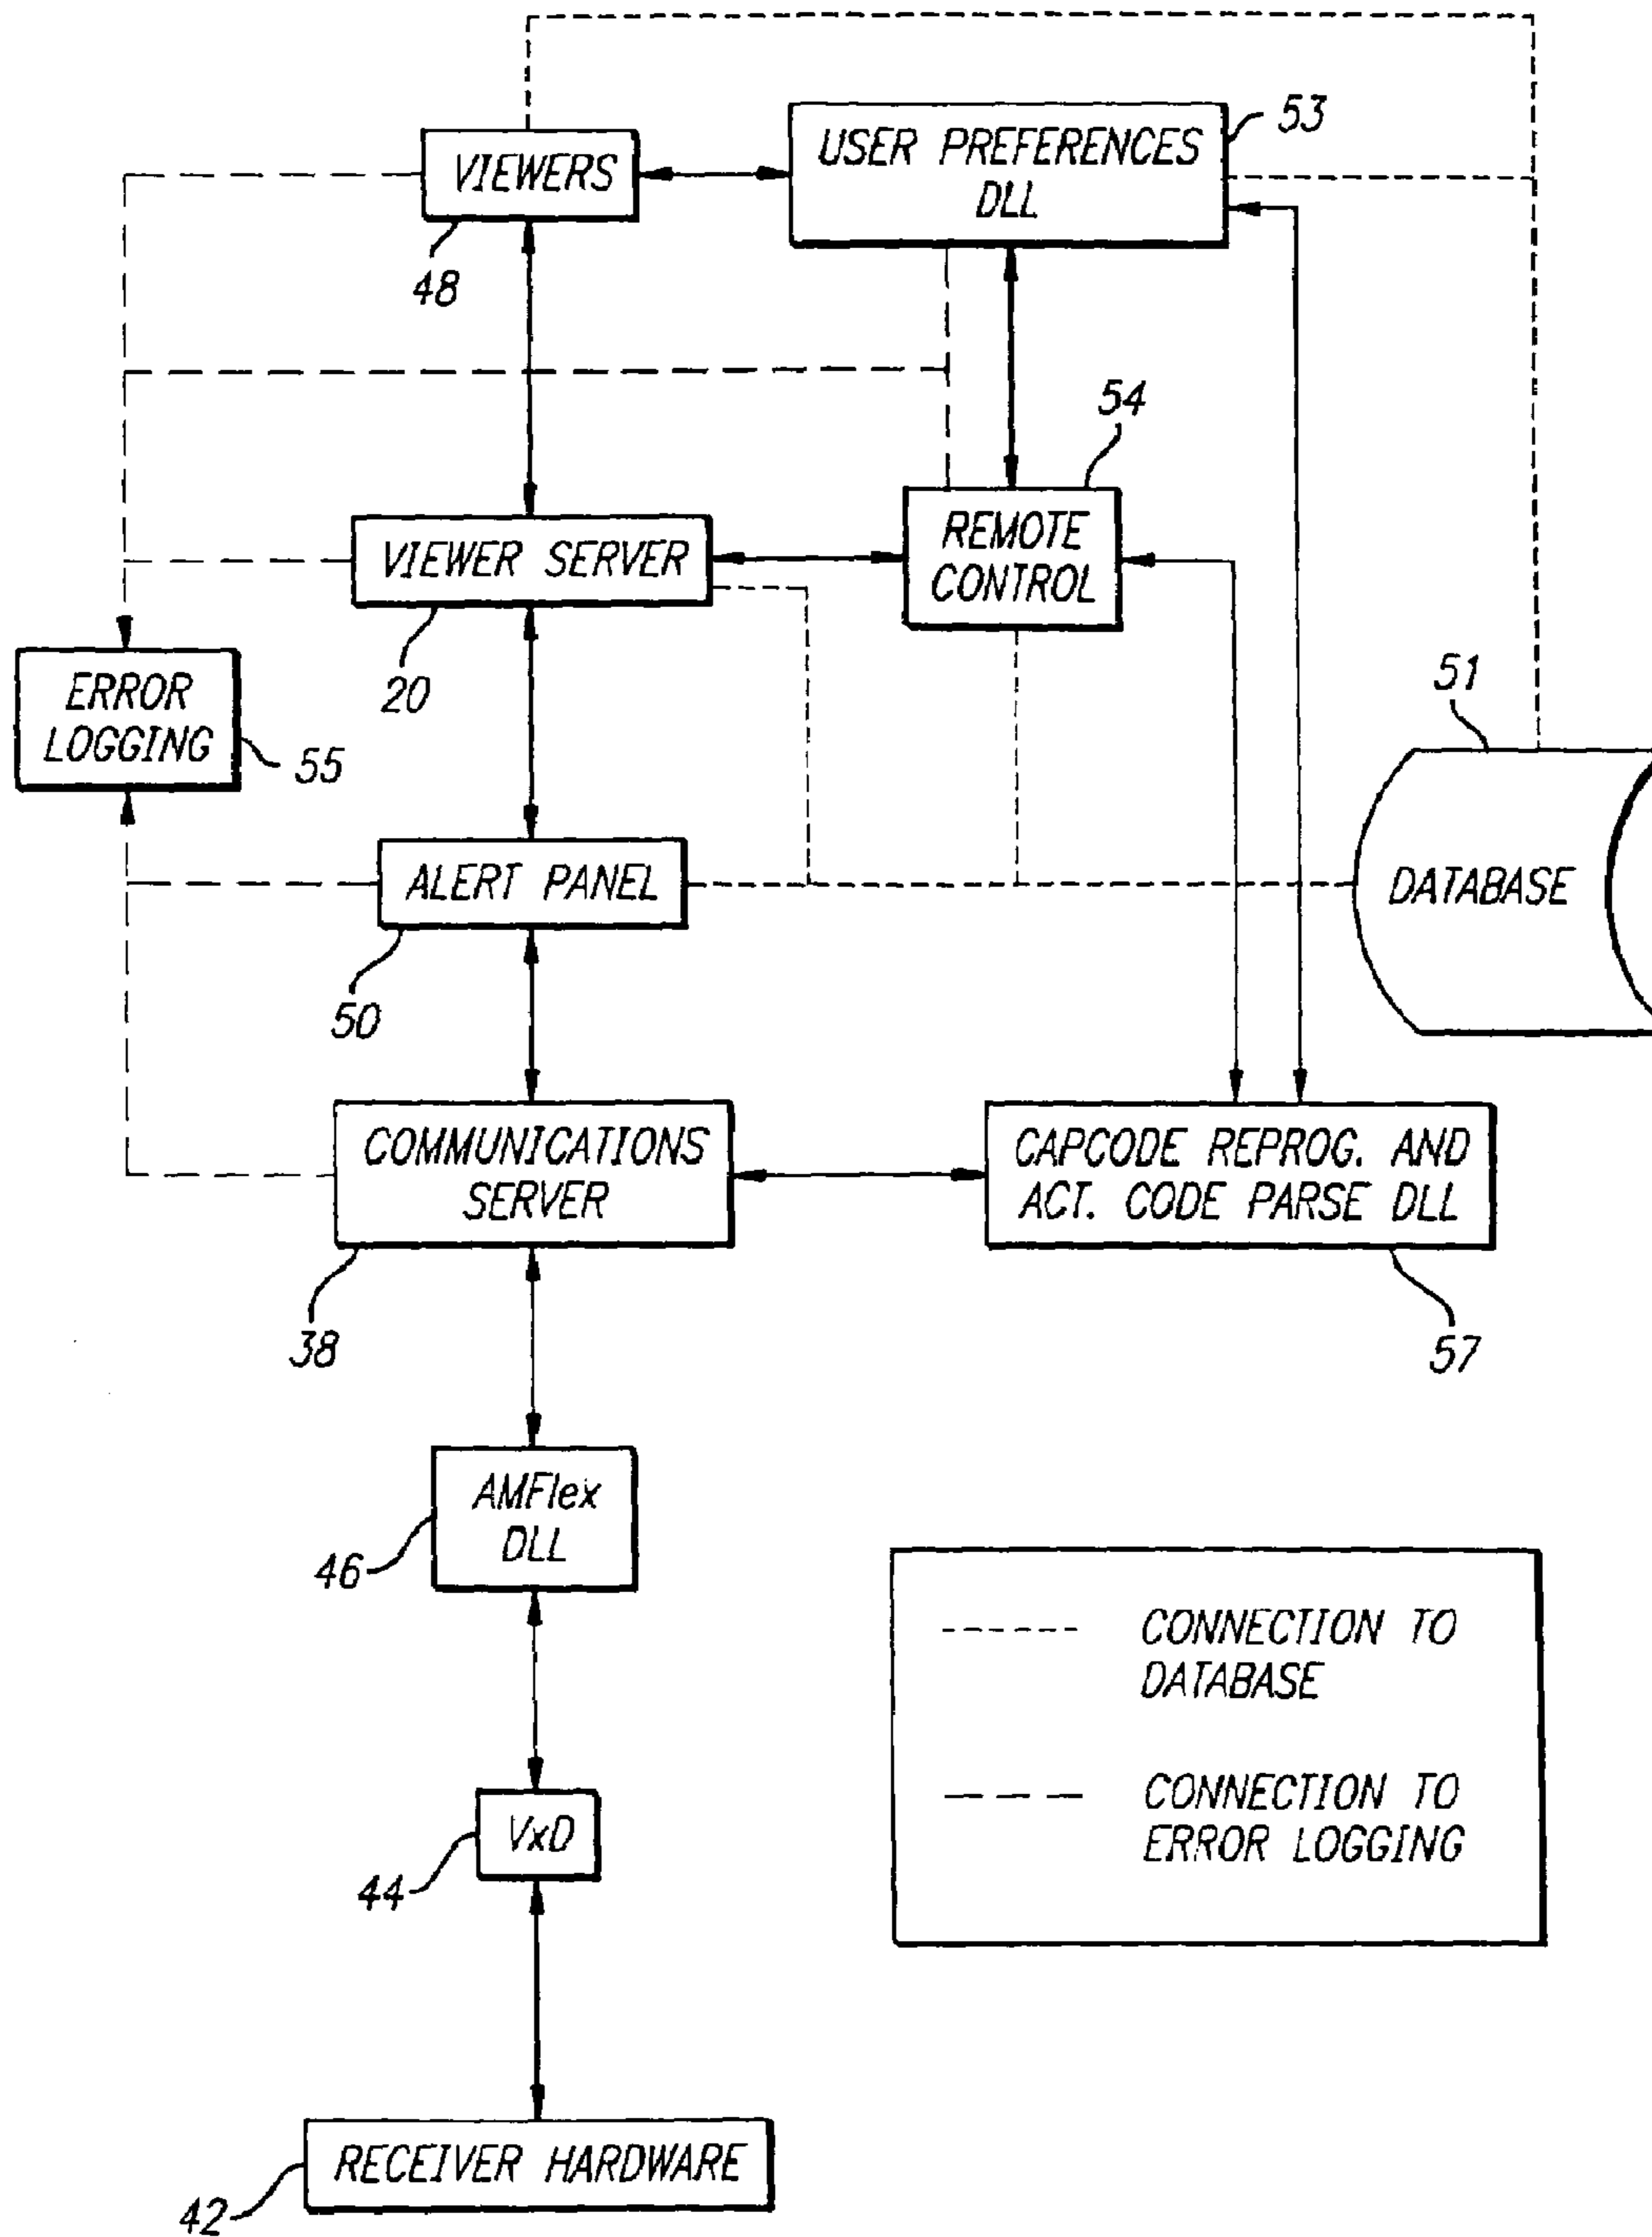 53
USER PREFERENCES
DLL
VIEWERS
48
54
REMOTE
CONTROL
VIEWER SERVER
20
ERROR
LOGGING
55
51
DATABASE
ALERT PANEL
50
COMMUNICATIONS
SERVER
38
CAPCODE REPROG. AND
ACT. CODE PARSE DLL
57
AMFlex
DLL
46
CONNECTION TO
DATABASE
CONNECTION TO
ERROR LOGGING
VxD
44
RECEIVER HARDWARE
42